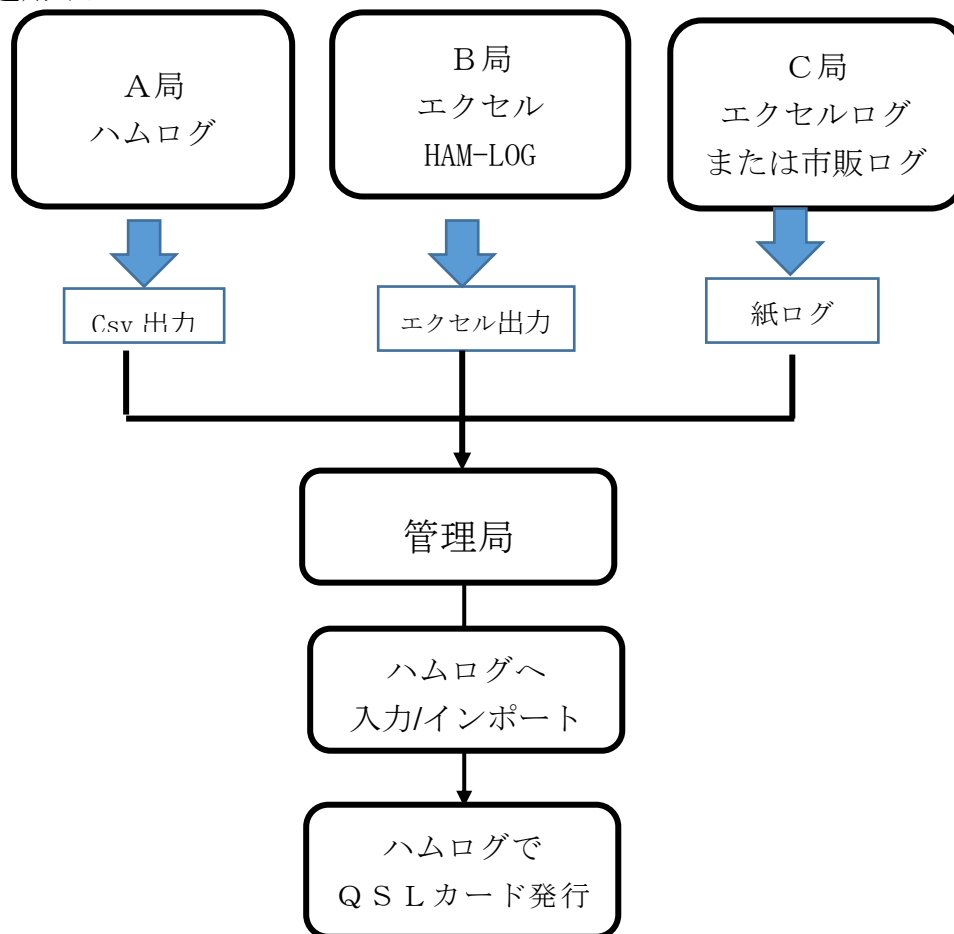 A局
ハムログ
B局
エクセル
HAM-LOG
C局
エクセルログ
または市販ログ
Csv 出力
エクセル出力
紙ログ
管理局
ハムログへ
入力/インポート
ハムログで
QSLカード発行